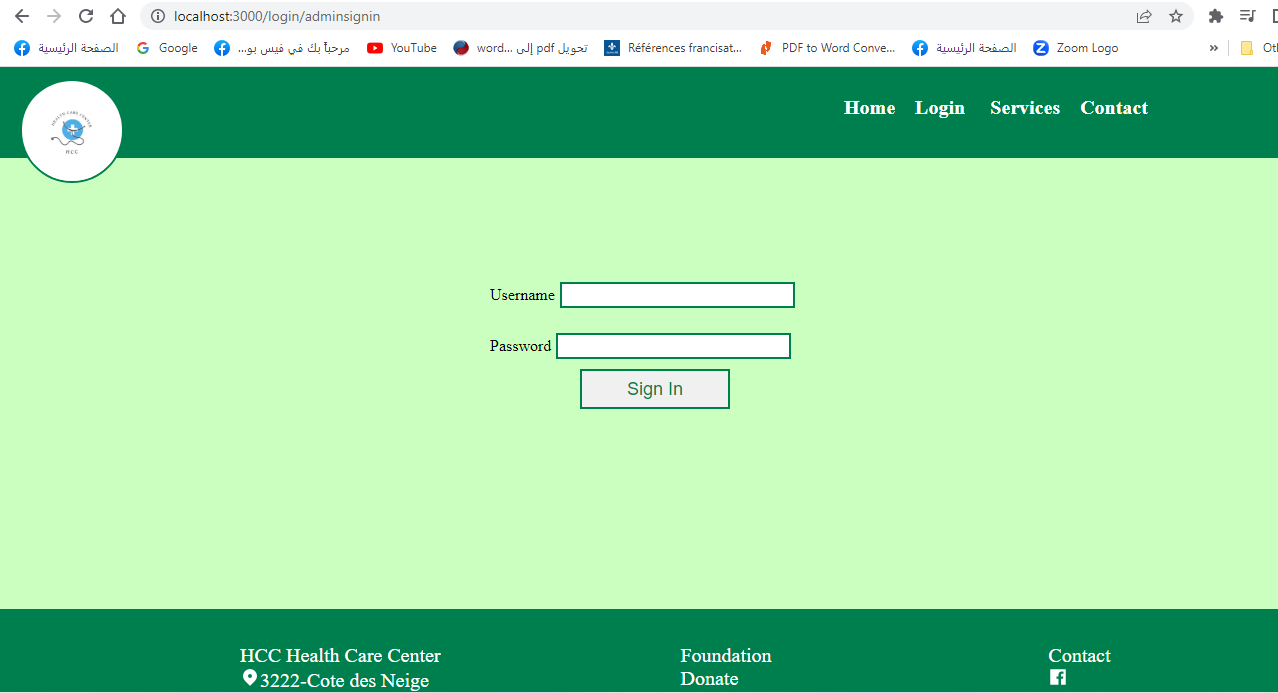 localhost:3000/login/adminsignin
الصفحة الرئيسية
Google
مرحباً بك في فيس بو...
YouTube
تحويل pdf إلى word...
Références francisat...
PDF to Word Conve...
الصفحة الرئيسية
Zoom Logo
»
Oth
HEALTH CARE CENTER
HCC
Home Login Services Contact
Username
Password
Sign In
HCC Health Care Center Foundation Contact
3222-Cote des Neige Donate